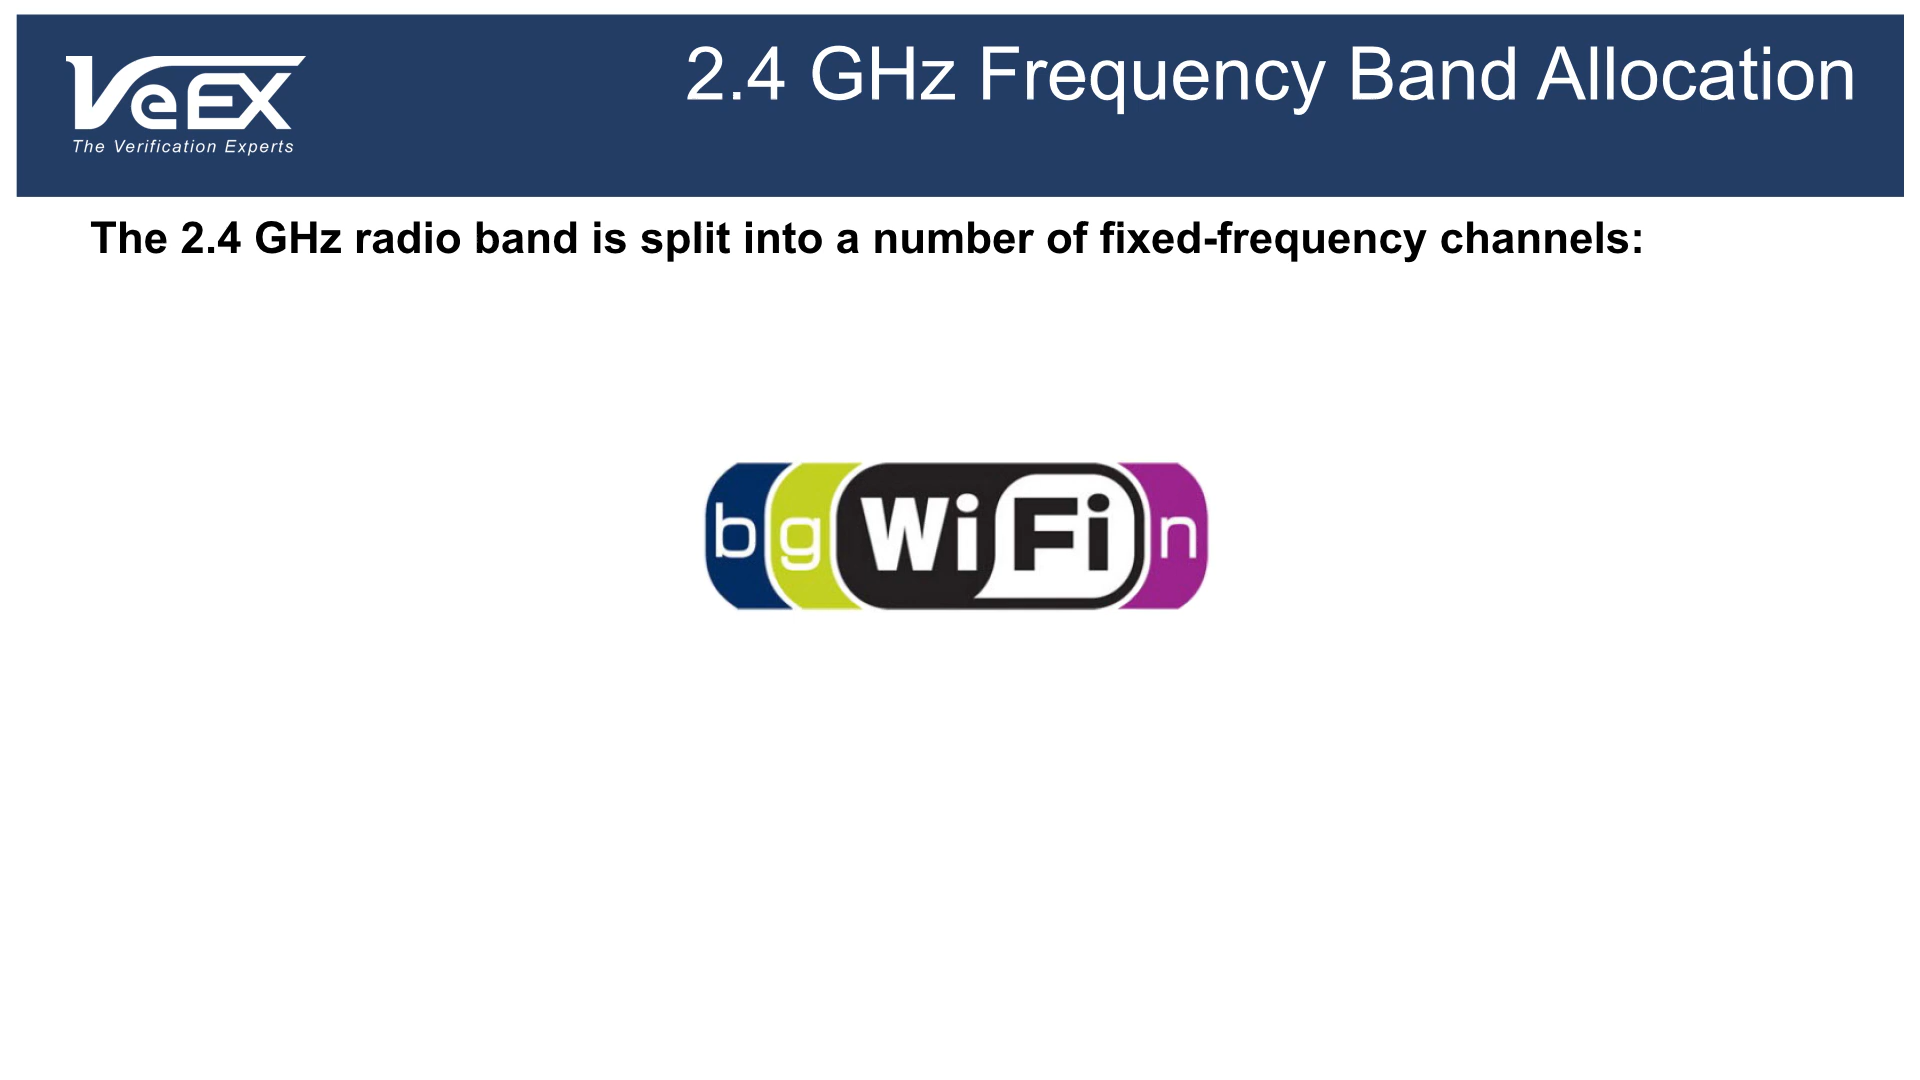 VeEX
The Verification Experts
2.4 GHz Frequency Band Allocation
The 2.4 GHz radio band is split into a number of fixed-frequency channels:
b g WiFi n